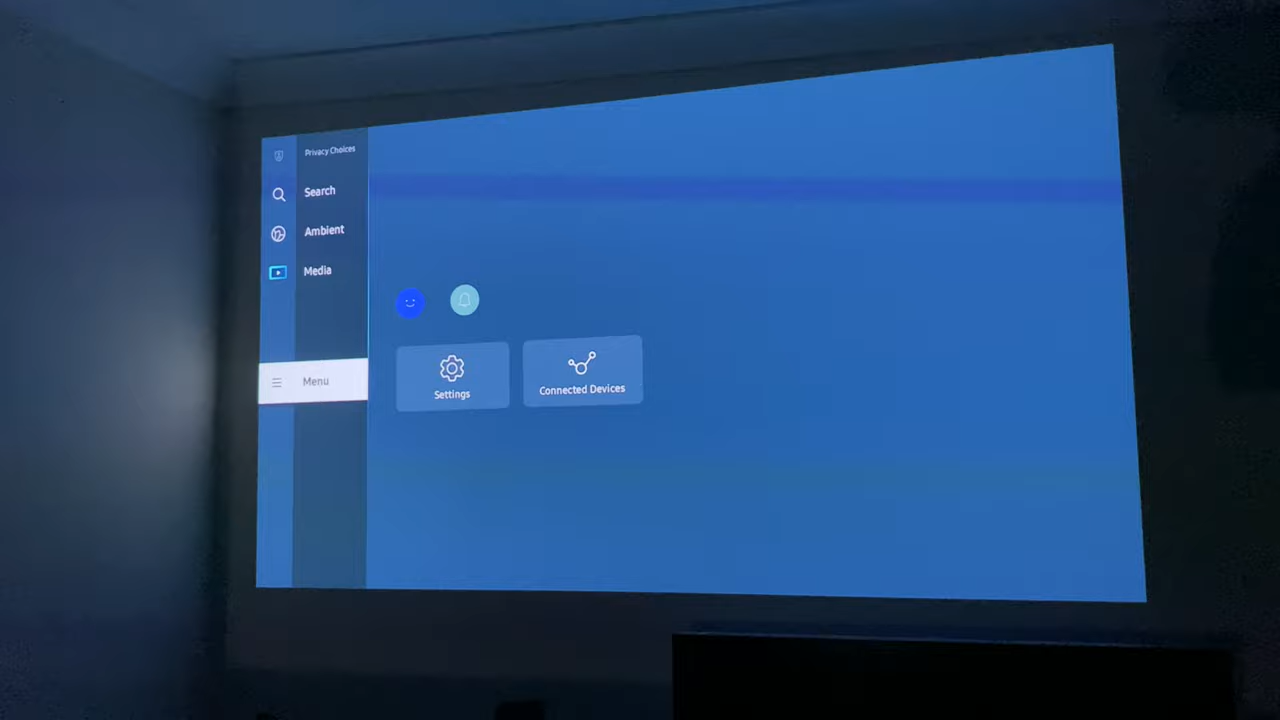 Privacy Choices
Search
Ambient
Media
Menu
Settings
Connected Devices